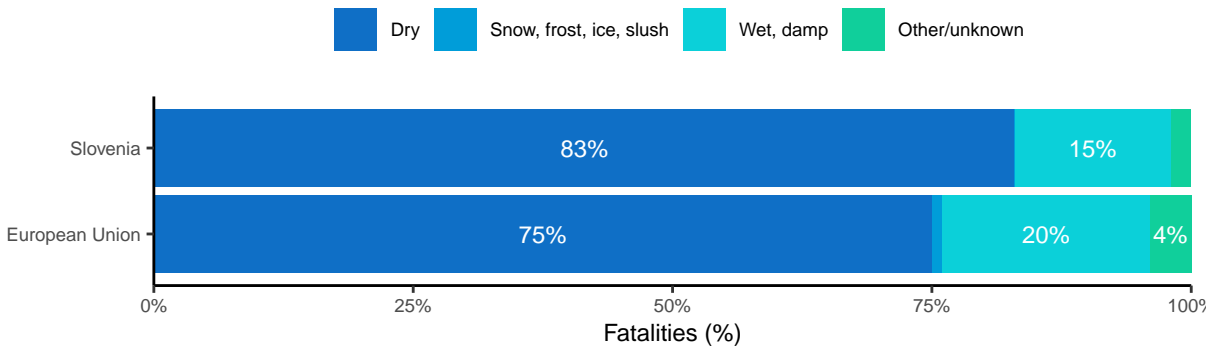 Dry Snow, frost, ice, slush Wet, damp Other/unknown
Slovenia 83% 15%
European Union 75% 20% 4%
0% 25% 50% 75% 100%
Fatalities (%)